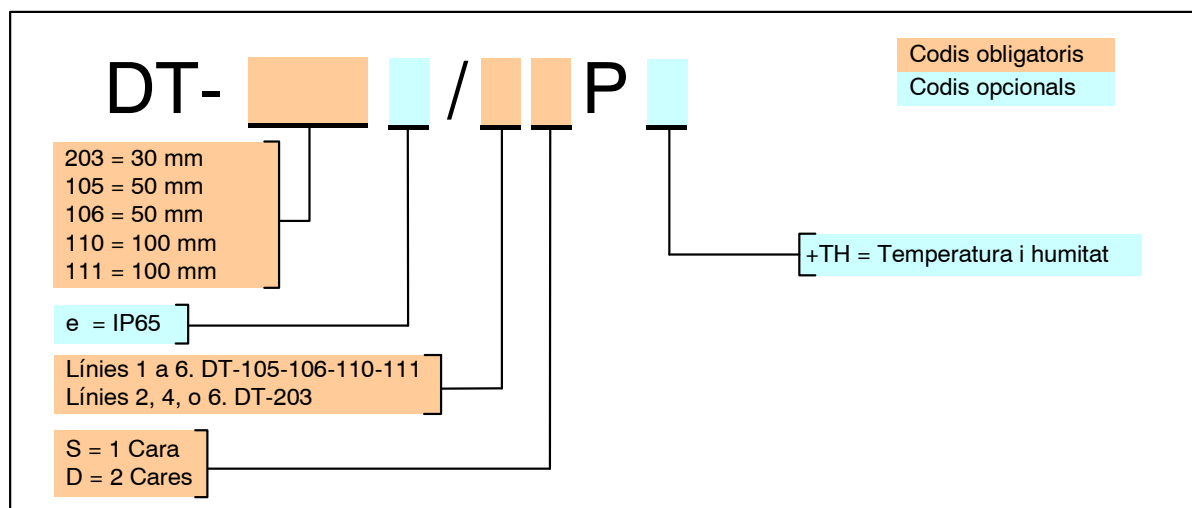 DT- / P
Codis obligatoris
Codis opcionals
203 = 30 mm
105 = 50 mm
106 = 50 mm
110 = 100 mm
111 = 100 mm
+TH = Temperatura i humitat
e = IP65
Línies 1 a 6. DT-105-106-110-111
Línies 2, 4, o 6. DT-203
S = 1 Cara
D = 2 Cares